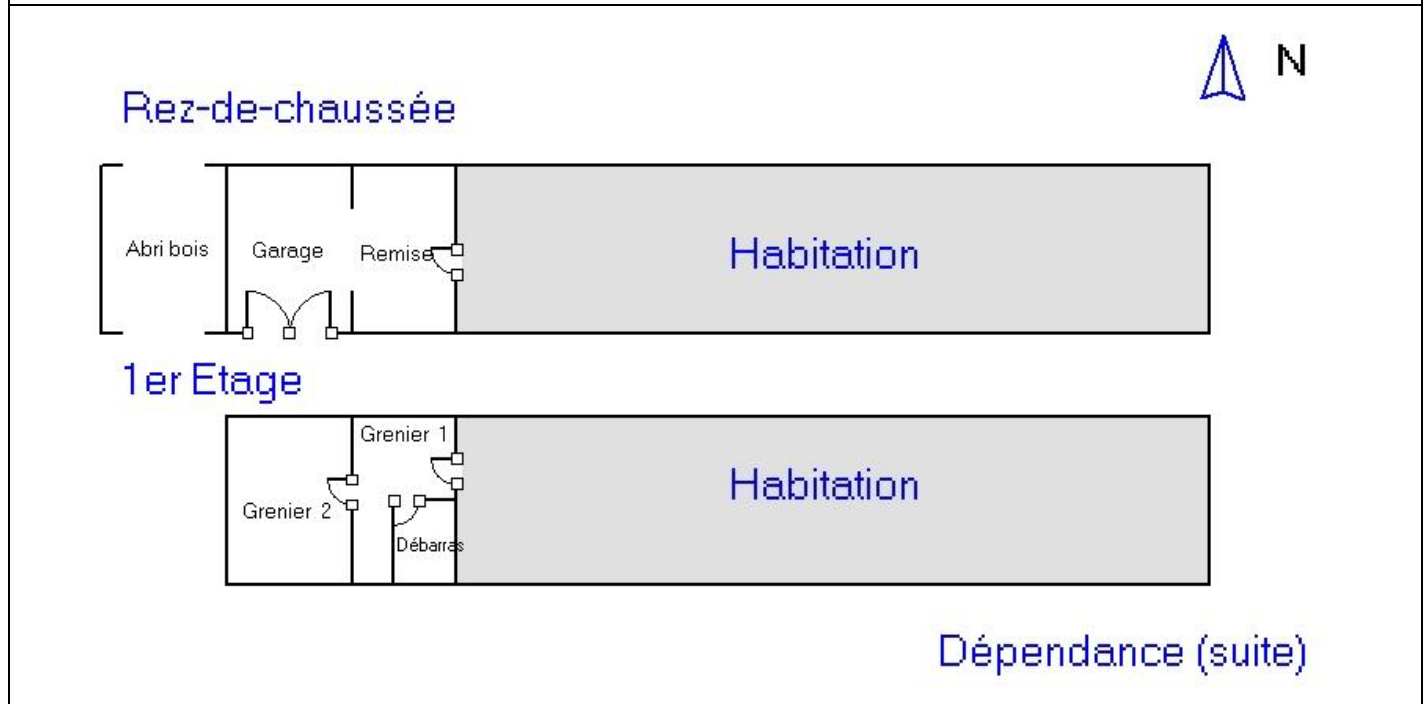 N
Rez-de-chaussée
Abri bois
Garage
Remise
Habitation
1er Etage
Grenier 1
Habitation
Grenier 2
Débarras
Dépendance (suite)